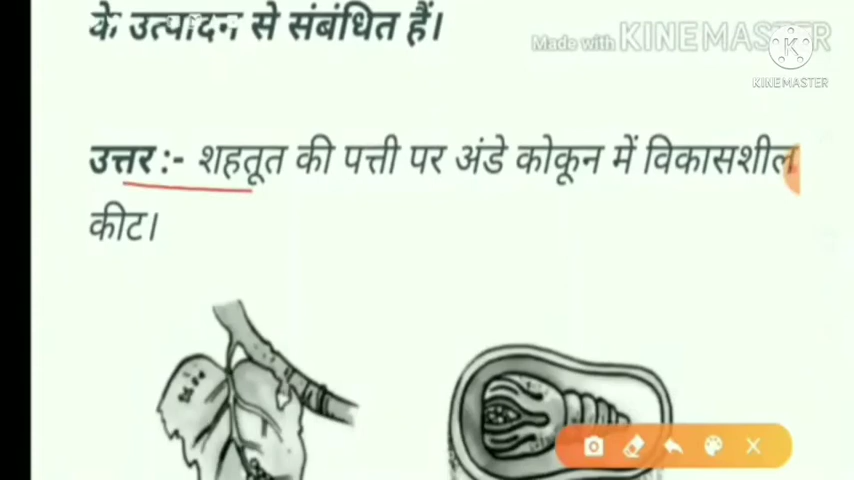 के उत्पादन से संबंधित हैं।
Made with KINEMASTER
KINEMASTER
उत्तर :- शहतूत की पत्ती पर अंडे कोकून में विकासशील
कीट।